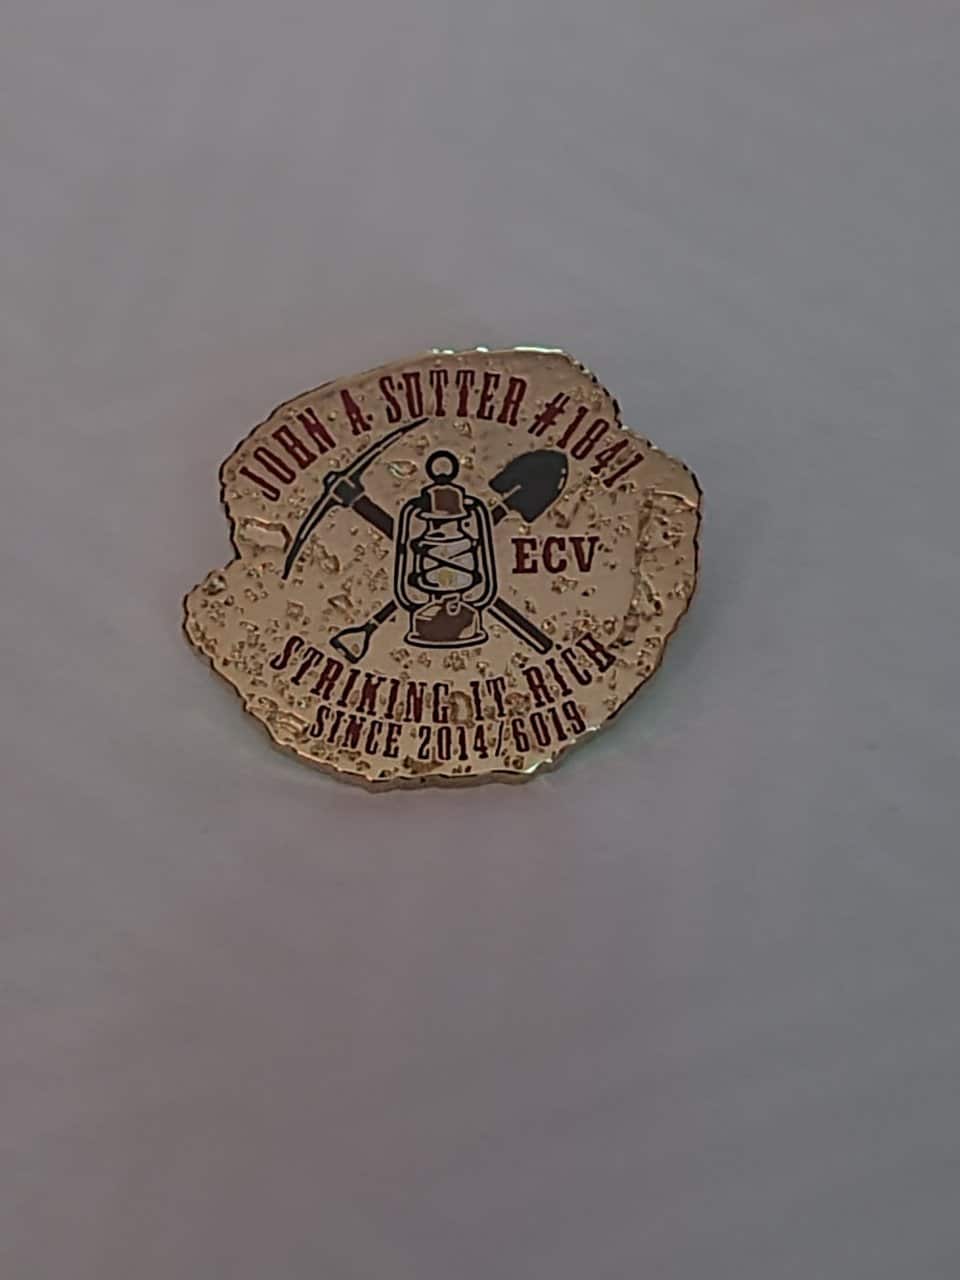 JOHN A SUTTER #1841
ECV
STRIKING IT RICH
SINCE 2014/6019